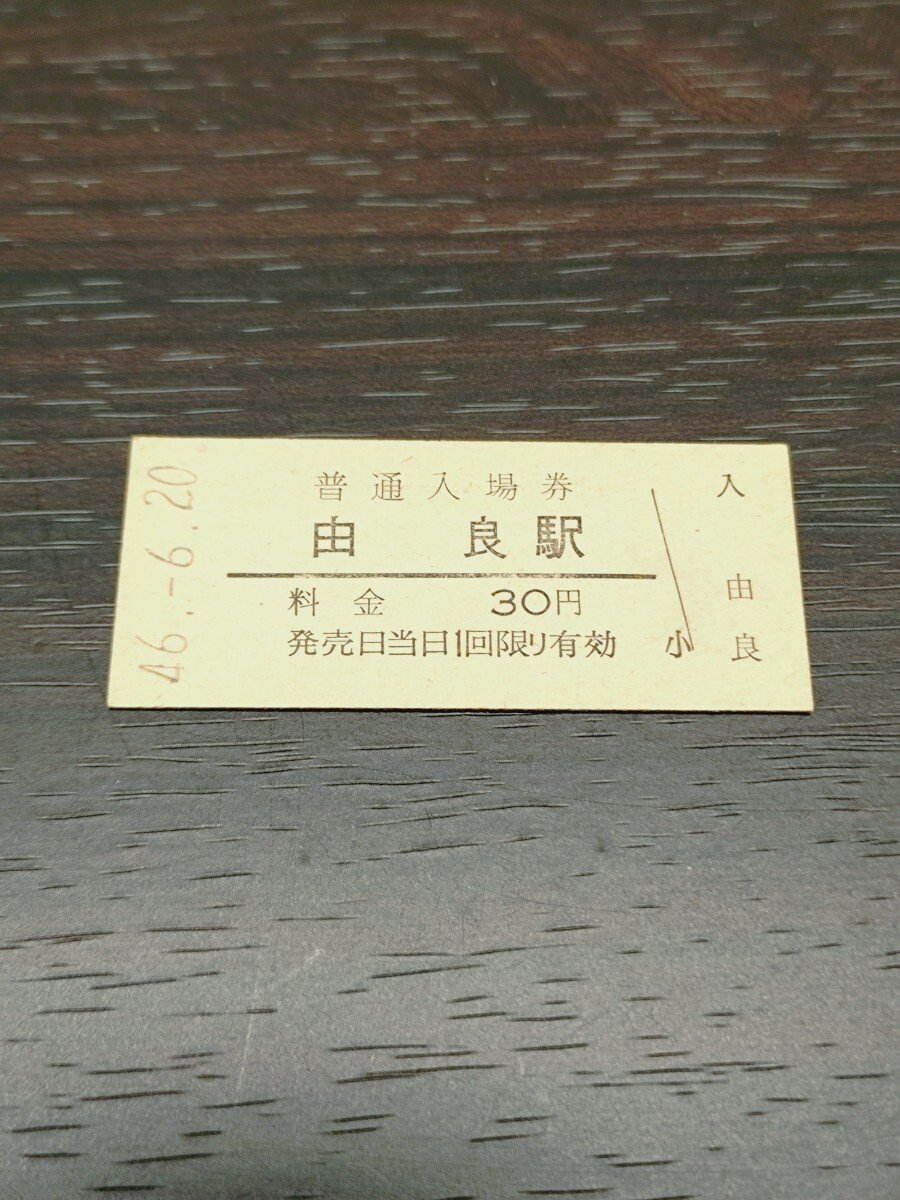 46.-6.20
普通入場券
由良駅
料金 30円
発売日当日1回限り有効
小
入
由
良